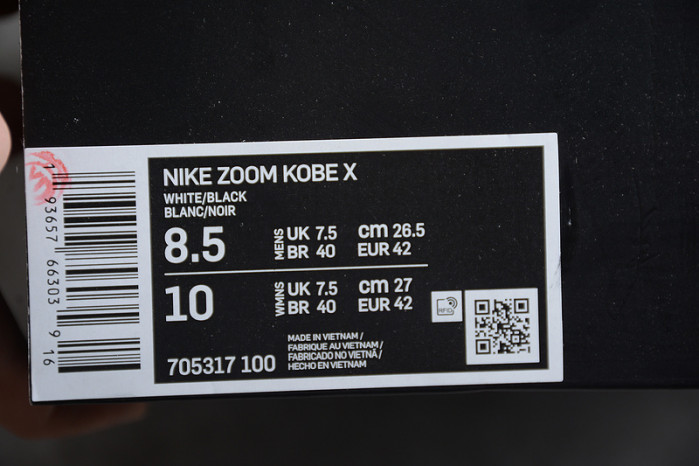 NIKE ZOOM KOBE X
WHITE/BLACK
BLANC/NOIR
8.5 MENS UK 7.5 cm 26.5
BR 40 EUR 42
10 WMNS UK 7.5 cm 27
BR 40 EUR 42
RFID
705317 100
MADE IN VIETNAM /
FABRIQUE AU VIETNAM /
FABRICADO NO VIETNÃ /
HECHO EN VIETNAM
1 93657 66303 9 16